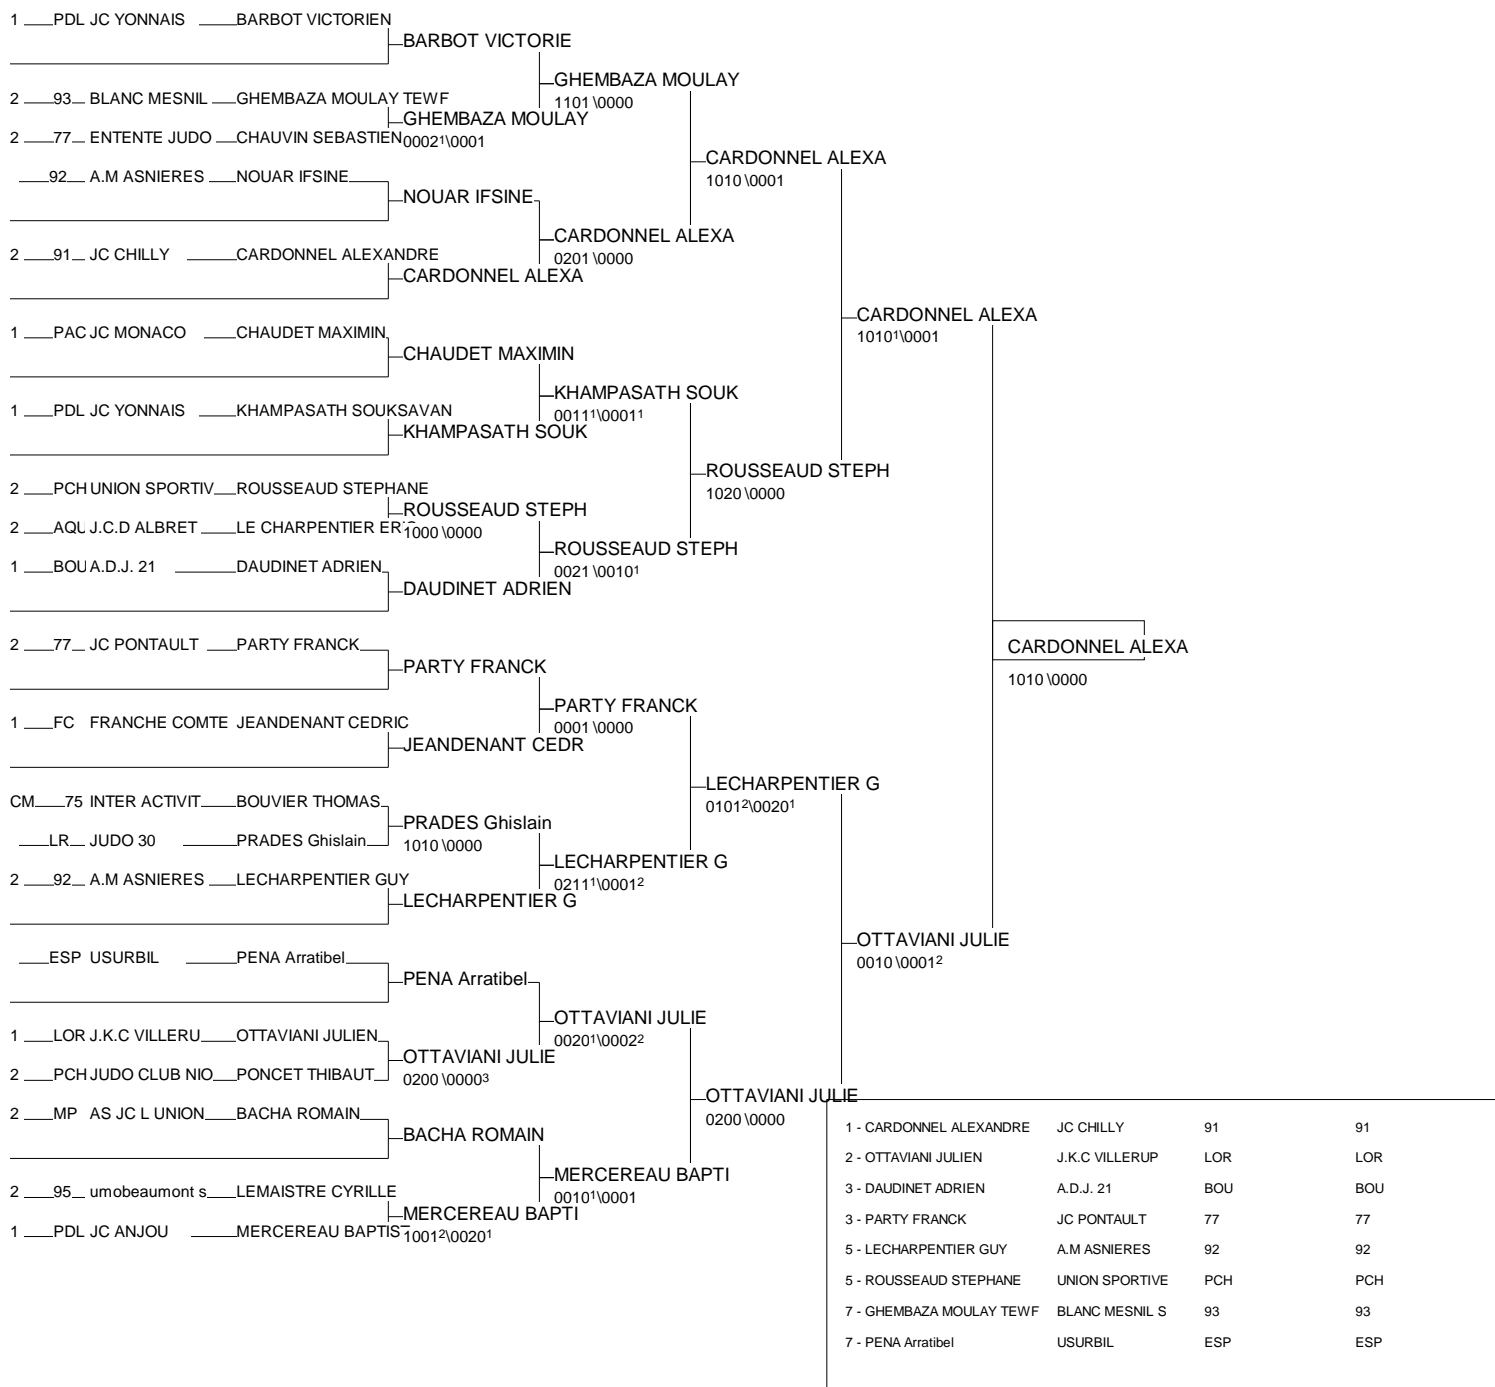 1 PDL JC YONNAIS BARBOT VICTORIEN
BARBOT VICTORIE
GHEMBAZA MOULAY
1101\0000
2 93 BLANC MESNIL GHEMBAZA MOULAY TEWF
GHEMBAZA MOULAY
2 77 ENTENTE JUDO CHAUVIN SEBASTIEN
0002¹\0001
CARDONNEL ALEXA
1010\0001
92 A.M ASNIERES NOUAR IFSINE
NOUAR IFSINE
CARDONNEL ALEXA
0201\0000
2 91 JC CHILLY CARDONNEL ALEXANDRE
CARDONNEL ALEXA
CARDONNEL ALEXA
1010¹\0001
1 PAC JC MONACO CHAUDET MAXIMIN
CHAUDET MAXIMIN
KHAMPASATH SOUK
0011¹\0001¹
1 PDL JC YONNAIS KHAMPASATH SOUKSAVAN
KHAMPASATH SOUK
ROUSSEAUD STEPH
1020\0000
2 PCH UNION SPORTIV ROUSSEAUD STEPHANE
ROUSSEAUD STEPH
2 AQU J.C.D ALBRET LE CHARPENTIER ERIC
1000\0000
ROUSSEAUD STEPH
0021\0010¹
1 BOU A.D.J. 21 DAUDINET ADRIEN
DAUDINET ADRIEN
CARDONNEL ALEXA
1010\0000
2 77 JC PONTAULT PARTY FRANCK
PARTY FRANCK
PARTY FRANCK
0001\0000
1 FC FRANCHE COMTE JEANDENANT CEDRIC
JEANDENANT CEDR
LECHARPENTIER G
0101²\0020¹
CM 75 INTER ACTIVIT BOUVIER THOMAS
PRADES Ghislain
LR JUDO 30 PRADES Ghislain
1010\0000
LECHARPENTIER G
0211¹\0001²
2 92 A.M ASNIERES LECHARPENTIER GUY
LECHARPENTIER G
OTTAVIANI JULIE
0010\0001²
ESP USURBIL PENA Arratibel
PENA Arratibel
OTTAVIANI JULIE
0020¹\0002²
1 LOR J.K.C VILLERU OTTAVIANI JULIEN
OTTAVIANI JULIE
2 PCH JUDO CLUB NIO PONCET THIBAUT
0200\0000³
OTTAVIANI JULIE
0200\0000
2 MP AS JC L UNION BACHA ROMAIN
BACHA ROMAIN
MERCEREAU BAPTI
0010¹\0001
2 95 umobeaumont s LEMAISTRE CYRILLE
MERCEREAU BAPTI
1 PDL JC ANJOU MERCEREAU BAPTIST
1001²\0020¹
1 - CARDONNEL ALEXANDRE JC CHILLY 91 91
2 - OTTAVIANI JULIEN J.K.C VILLERUP LOR LOR
3 - DAUDINET ADRIEN A.D.J. 21 BOU BOU
3 - PARTY FRANCK JC PONTAULT 77 77
5 - LECHARPENTIER GUY A.M ASNIERES 92 92
5 - ROUSSEAUD STEPHANE UNION SPORTIVE PCH PCH
7 - GHEMBAZA MOULAY TEWF BLANC MESNIL S 93 93
7 - PENA Arratibel USURBIL ESP ESP